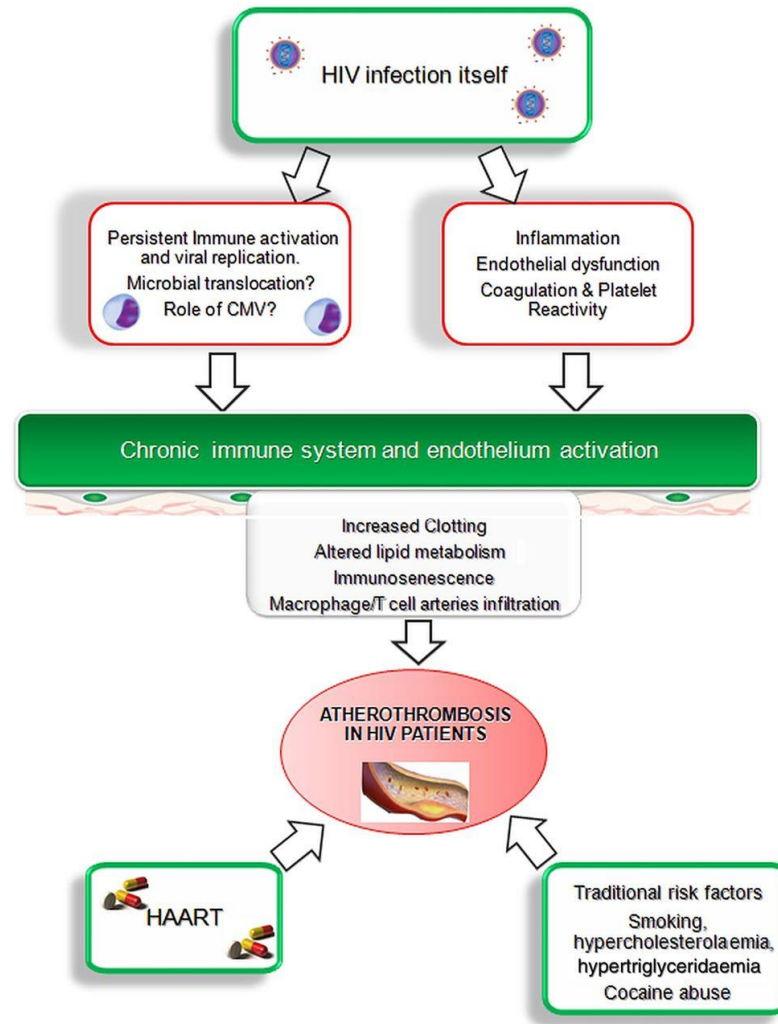 HIV infection itself
Persistent Immune activation
and viral replication.
Microbial translocation?
Role of CMV?
Inflammation
Endothelial dysfunction
Coagulation & Platelet
Reactivity
Chronic immune system and endothelium activation
Increased Clotting
Altered lipid metabolism
Immunosenescence
Macrophage/T cell arteries infiltration
ATHEROTHROMBOSIS
IN HIV PATIENTS
HAART
Traditional risk factors
Smoking,
hypercholesterolaemia,
hypertriglyceridaemia
Cocaine abuse